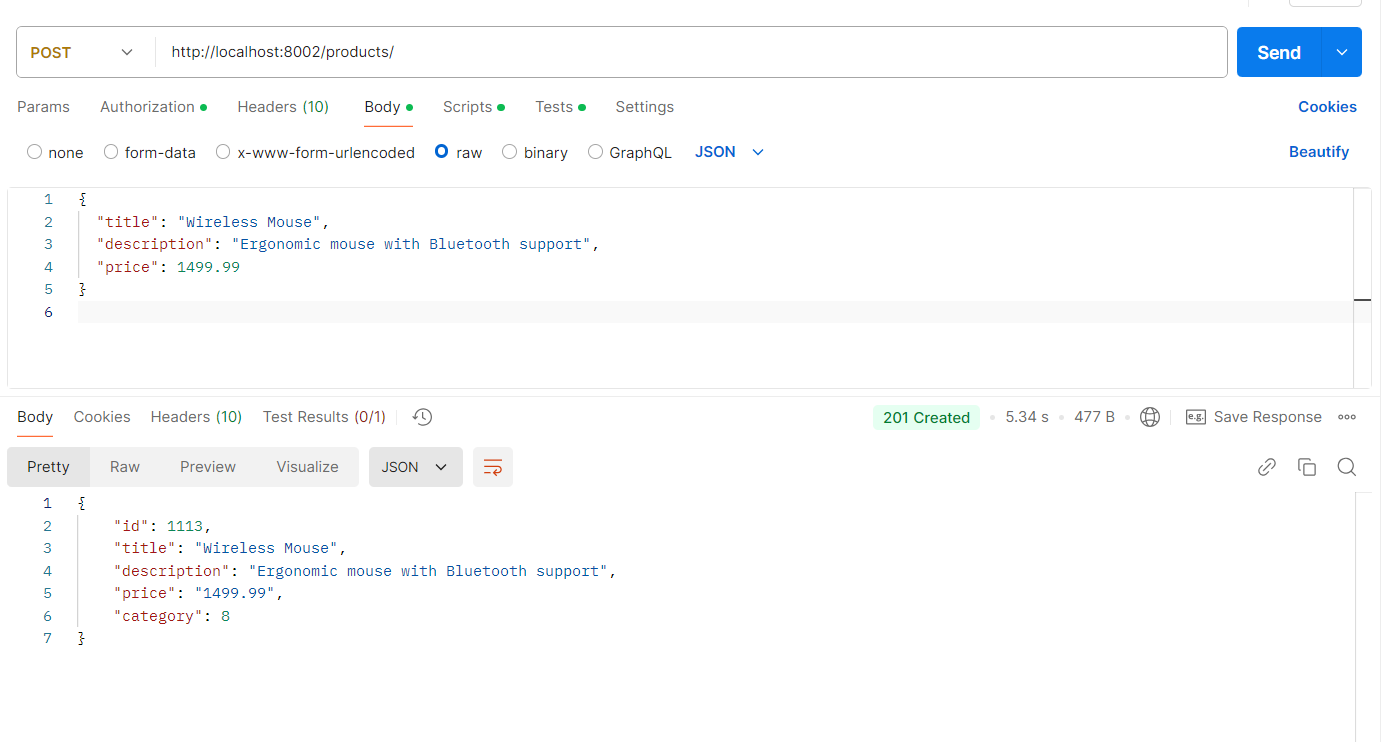 POST http://localhost:8002/products/ Send
Params Authorization Headers (10) Body Scripts Tests Settings Cookies
none form-data x-www-form-urlencoded raw binary GraphQL JSON Beautify
1 {
2 "title": "Wireless Mouse",
3 "description": "Ergonomic mouse with Bluetooth support",
4 "price": 1499.99
5 }
6
Body Cookies Headers (10) Test Results (0/1) 201 Created 5.34 s 477 B e.g. Save Response
Pretty Raw Preview Visualize JSON
1 {
2 "id": 1113,
3 "title": "Wireless Mouse",
4 "description": "Ergonomic mouse with Bluetooth support",
5 "price": "1499.99",
6 "category": 8
7 }